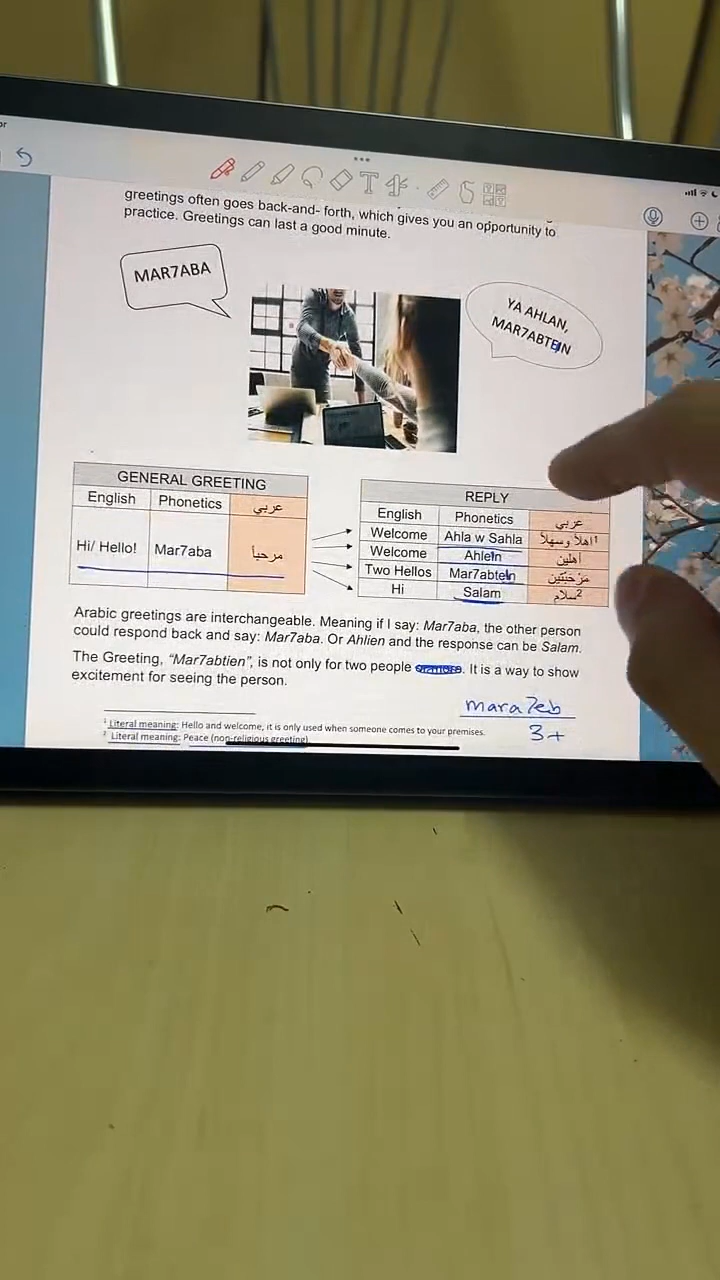 greetings often goes back-and- forth, which gives you an opportunity to
practice. Greetings can last a good minute.
MAR7ABA
YA AHLAN,
MAR7ABTEIN
GENERAL GREETING
English Phonetics عربي
Hi/ Hello! Mar7aba مرحباً
REPLY
English Phonetics عربي
Welcome Ahla w Sahla اهلاً وسهلاً1
Welcome Ahlein أهلين
Two Hellos Mar7abtein مَرْحَبْتين
Hi Salam سلام2
Arabic greetings are interchangeable. Meaning if I say: Mar7aba, the other person
could respond back and say: Mar7aba. Or Ahlien and the response can be Salam.
The Greeting, “Mar7abtien”, is not only for two people . It is a way to show
excitement for seeing the person.
mara7eb
3+
1 Literal meaning: Hello and welcome, it is only used when someone comes to your premises.
2 Literal meaning: Peace (non-religious greeting)